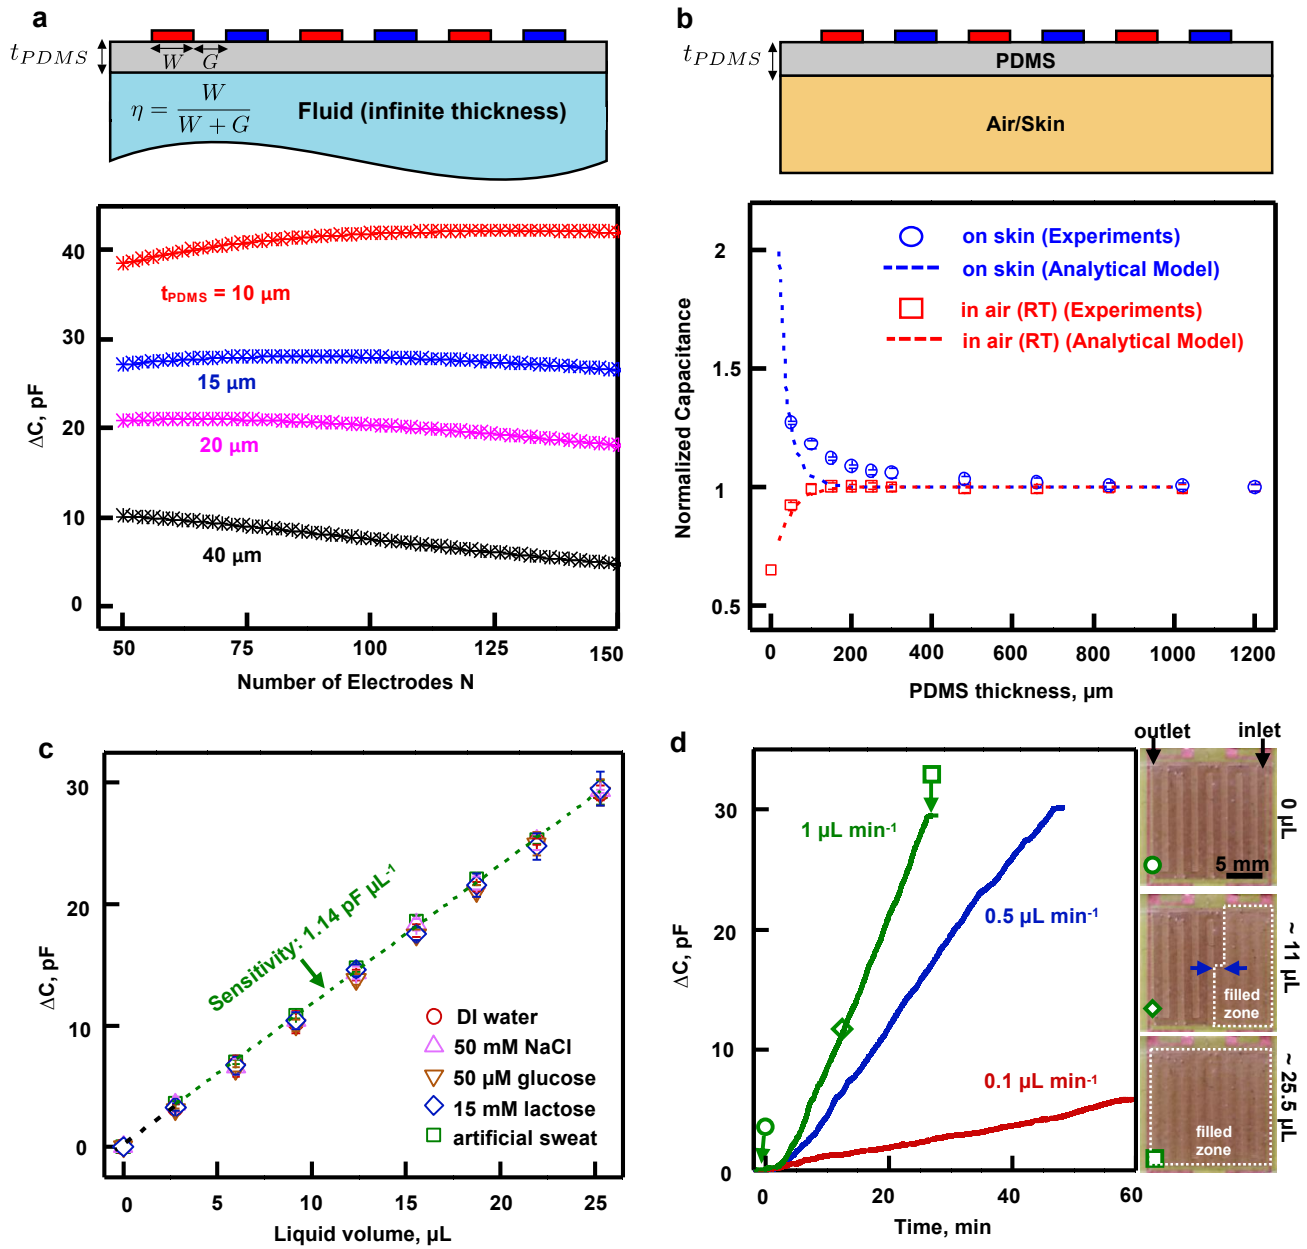 a
t_PDMS
W
G
η = W / (W + G)
Fluid (infinite thickness)
40
30
20
10
0
ΔC, pF
t_PDMS = 10 µm
15 µm
20 µm
40 µm
50
75
100
125
150
Number of Electrodes N
b
t_PDMS
PDMS
Air/Skin
2
1.5
1
0.5
Normalized Capacitance
on skin (Experiments)
on skin (Analytical Model)
in air (RT) (Experiments)
in air (RT) (Analytical Model)
0
200
400
600
800
1000
1200
PDMS thickness, µm
c
30
20
10
0
ΔC, pF
Sensitivity: 1.14 pF µL⁻¹
DI water
50 mM NaCl
50 µM glucose
15 mM lactose
artificial sweat
0
5
10
15
20
25
Liquid volume, µL
d
30
20
10
0
ΔC, pF
1 µL min⁻¹
0.5 µL min⁻¹
0.1 µL min⁻¹
0
20
40
60
Time, min
outlet
inlet
0 µL
5 mm
~ 11 µL
filled
zone
~ 25.5 µL
filled
zone